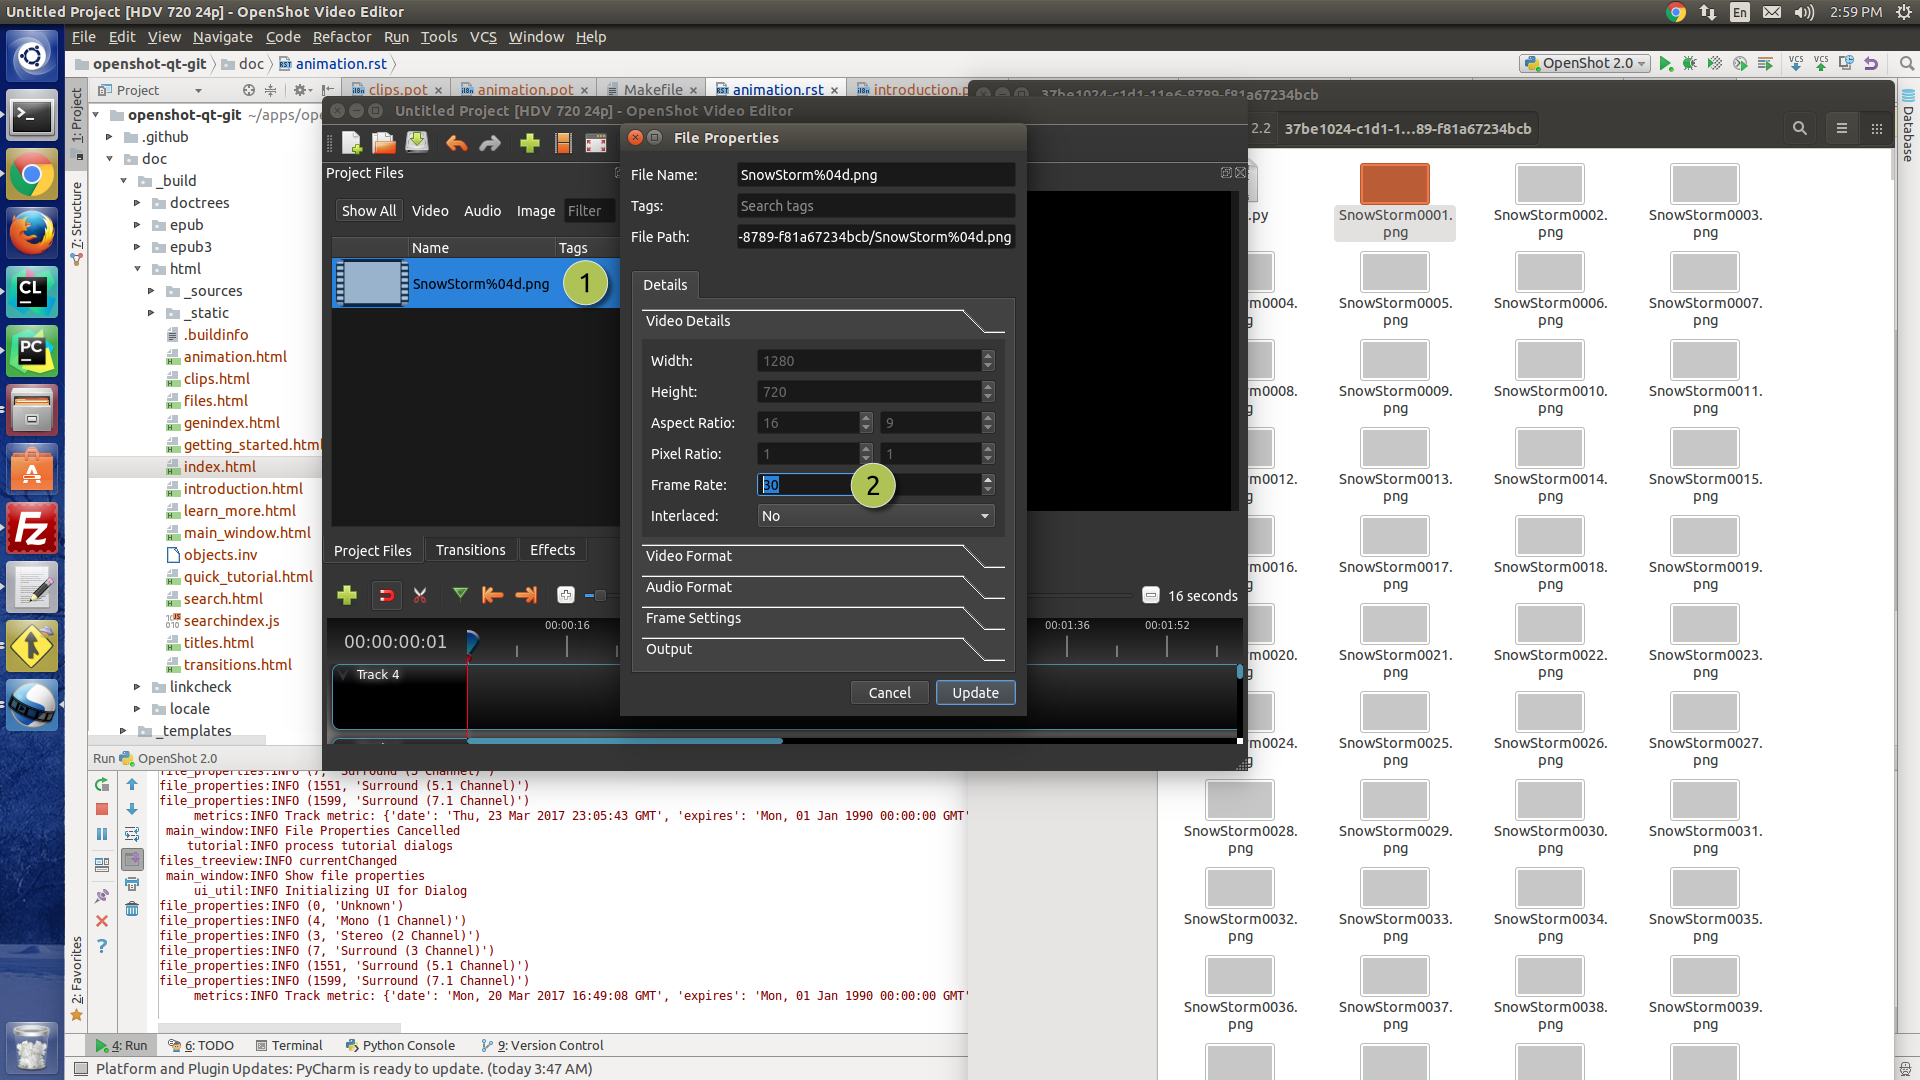 Untitled Project [HDV 720 24p] - OpenShot Video Editor
En
2:59 PM
File Edit View Navigate Code Refactor Run Tools VCS Window Help
openshot-qt-git
doc
animation.rst
OpenShot 2.0
VCS
VCS
Project
clips.pot
animation.pot
Makefile
animation.rst
introduction.p
1: Project
7: Structure
2: Favorites
Database
openshot-qt-git ~/apps/op
.github
doc
_build
doctrees
epub
epub3
html
_sources
_static
.buildinfo
animation.html
clips.html
files.html
genindex.html
getting_started.html
index.html
introduction.html
learn_more.html
main_window.html
objects.inv
quick_tutorial.html
search.html
searchindex.js
titles.html
transitions.html
linkcheck
locale
_templates
Untitled Project [HDV 720 24p] - OpenShot Video Editor
Project Files
Show All Video Audio Image Filter
Name Tags
SnowStorm%04d.png
1
Project Files Transitions Effects
16 seconds
00:00:00:01
00:00:16
00:01:36
00:01:52
Track 4
File Properties
File Name: SnowStorm%04d.png
Tags: Search tags
File Path: -8789-f81a67234bcb/SnowStorm%04d.png
Details
Video Details
Width: 1280
Height: 720
Aspect Ratio: 16 9
Pixel Ratio: 1 1
Frame Rate: 30
2
Interlaced: No
Video Format
Audio Format
Frame Settings
Output
Cancel Update
37be1024-c1d1-11e6-8789-f81a67234bcb
2.2 37be1024-c1d1-1...89-f81a67234bcb
.py
SnowStorm0001.png
SnowStorm0002.png
SnowStorm0003.png
m0004.
g
SnowStorm0005.png
SnowStorm0006.png
SnowStorm0007.png
m0008.
g
SnowStorm0009.png
SnowStorm0010.png
SnowStorm0011.png
m0012.
g
SnowStorm0013.png
SnowStorm0014.png
SnowStorm0015.png
m0016.
g
SnowStorm0017.png
SnowStorm0018.png
SnowStorm0019.png
m0020.
g
SnowStorm0021.png
SnowStorm0022.png
SnowStorm0023.png
m0024.
g
SnowStorm0025.png
SnowStorm0026.png
SnowStorm0027.png
SnowStorm0028.png
SnowStorm0029.png
SnowStorm0030.png
SnowStorm0031.png
SnowStorm0032.png
SnowStorm0033.png
SnowStorm0034.png
SnowStorm0035.png
SnowStorm0036.png
SnowStorm0037.png
SnowStorm0038.png
SnowStorm0039.png
Run OpenShot 2.0
file_properties:INFO (7, 'Surround (3 Channel)')
file_properties:INFO (1551, 'Surround (5.1 Channel)')
file_properties:INFO (1599, 'Surround (7.1 Channel)')
metrics:INFO Track metric: {'date': 'Thu, 23 Mar 2017 23:05:43 GMT', 'expires': 'Mon, 01 Jan 1990 00:00:00 GMT'
main_window:INFO File Properties Cancelled
tutorial:INFO process tutorial dialogs
files_treeview:INFO currentChanged
main_window:INFO Show file properties
ui_util:INFO Initializing UI for Dialog
file_properties:INFO (0, 'Unknown')
file_properties:INFO (4, 'Mono (1 Channel)')
file_properties:INFO (3, 'Stereo (2 Channel)')
file_properties:INFO (7, 'Surround (3 Channel)')
file_properties:INFO (1551, 'Surround (5.1 Channel)')
file_properties:INFO (1599, 'Surround (7.1 Channel)')
metrics:INFO Track metric: {'date': 'Mon, 20 Mar 2017 16:49:08 GMT', 'expires': 'Mon, 01 Jan 1990 00:00:00 GMT'
4: Run 6: TODO Terminal Python Console 9: Version Control
Platform and Plugin Updates: PyCharm is ready to update. (today 3:47 AM)
CL
PC
Fz